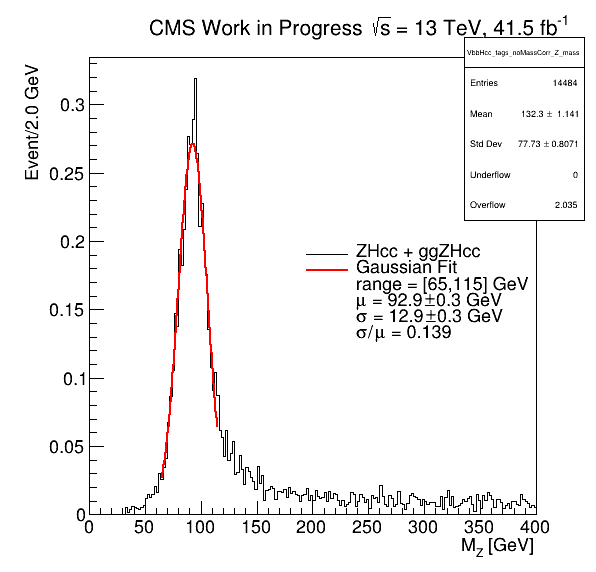 CMS Work in Progress √s = 13 TeV, 41.5 fb⁻¹
VbbHcc_tags_noMassCorr_Z_mass
Entries 14484
Mean 132.3 ± 1.141
Std Dev 77.73 ± 0.8071
Underflow 0
Overflow 2.035
Event/2.0 GeV
0.3
0.25
0.2
0.15
0.1
0.05
0
ZHcc + ggZHcc
Gaussian Fit
range = [65,115] GeV
μ = 92.9±0.3 GeV
σ = 12.9±0.3 GeV
σ/μ = 0.139
0 50 100 150 200 250 300 350 400
M_Z [GeV]